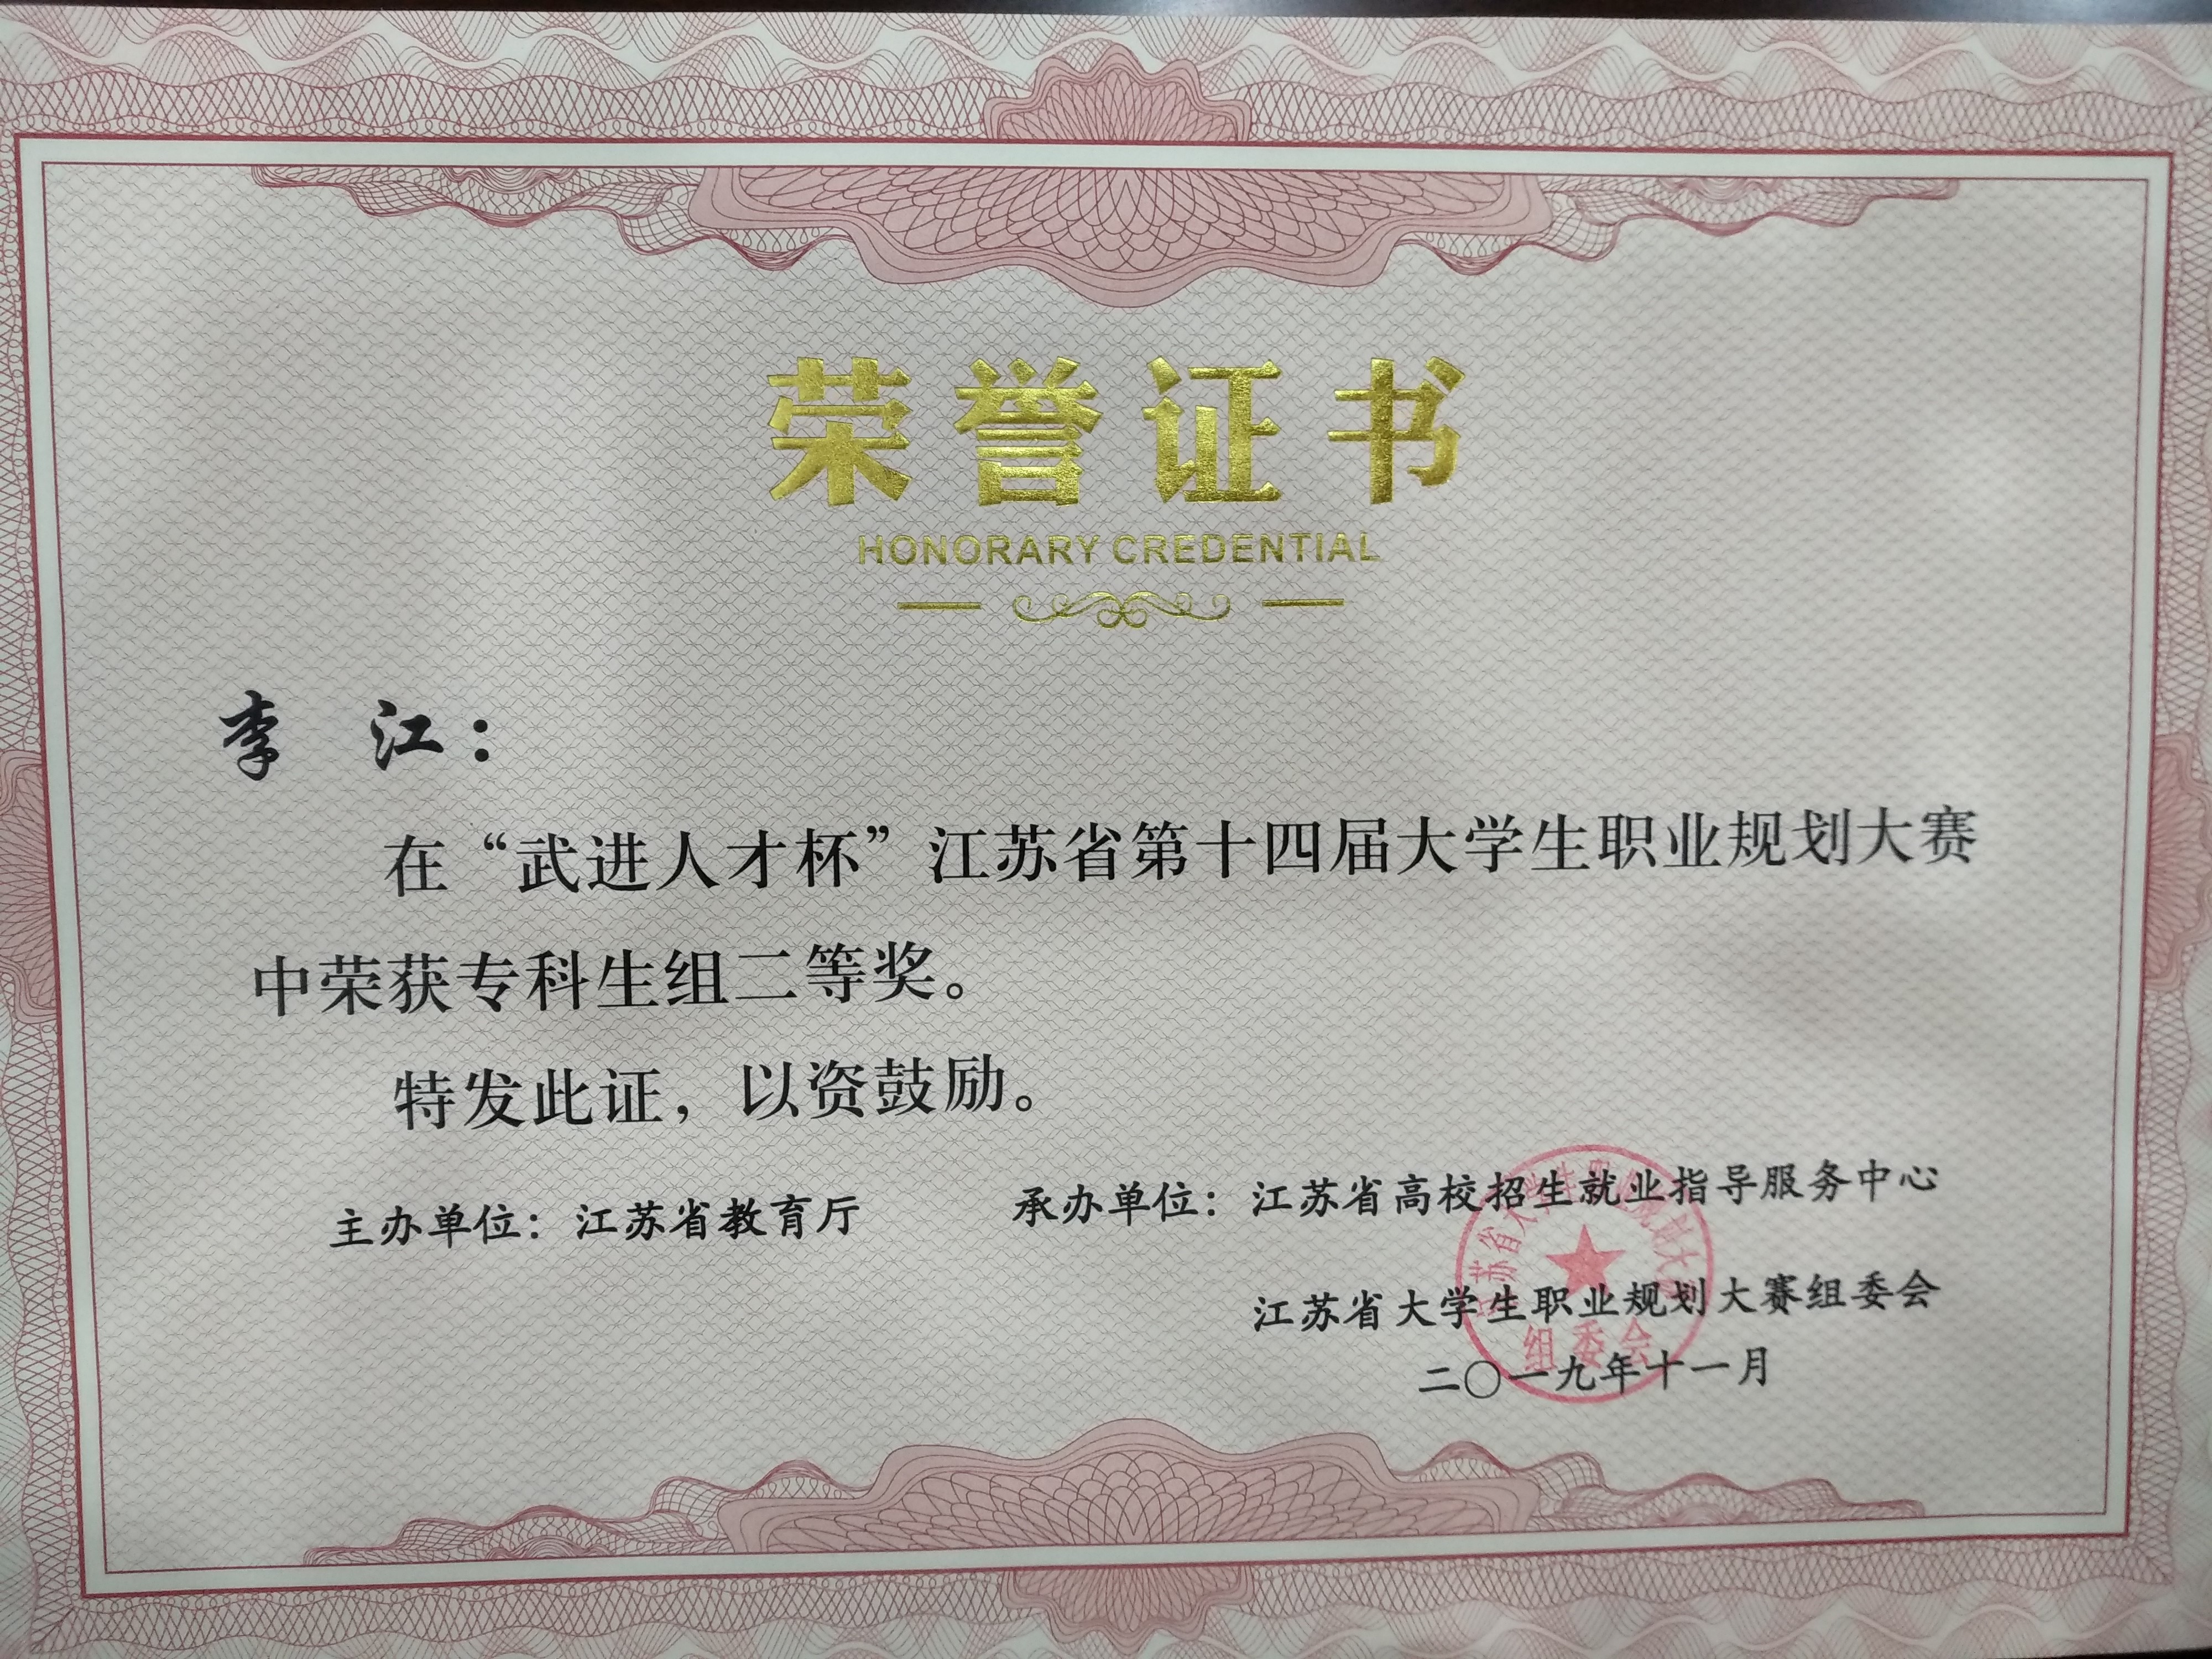 荣誉证书
HONORARY CREDENTIAL
李 江：
在“武进人才杯”江苏省第十四届大学生职业规划大赛
中荣获专科生组二等奖。
特发此证，以资鼓励。
主办单位：江苏省教育厅 承办单位：江苏省高校招生就业指导服务中心
江苏省大学生职业规划大赛组委会
组委会
二〇一九年十一月